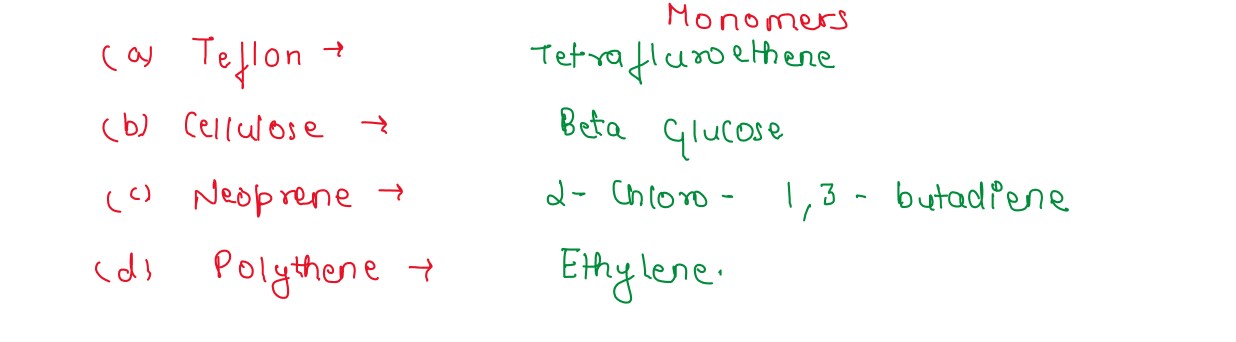 Monomers
(a) Teflon → Tetrafluroethene
(b) Cellulose → Beta Glucose
(c) Neoprene → 2- Chloro - 1,3 - butadiene
(d) Polythene → Ethylene.